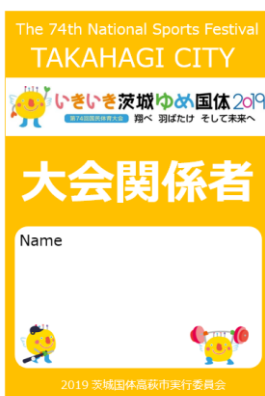 The 74th National Sports Festival
TAKAHAGI CITY
いきいき茨城ゆめ国体2019
第74回国民体育大会 翔べ 羽ばたけ そして未来へ
大会関係者
Name
2019 茨城国体高萩市実行委員会